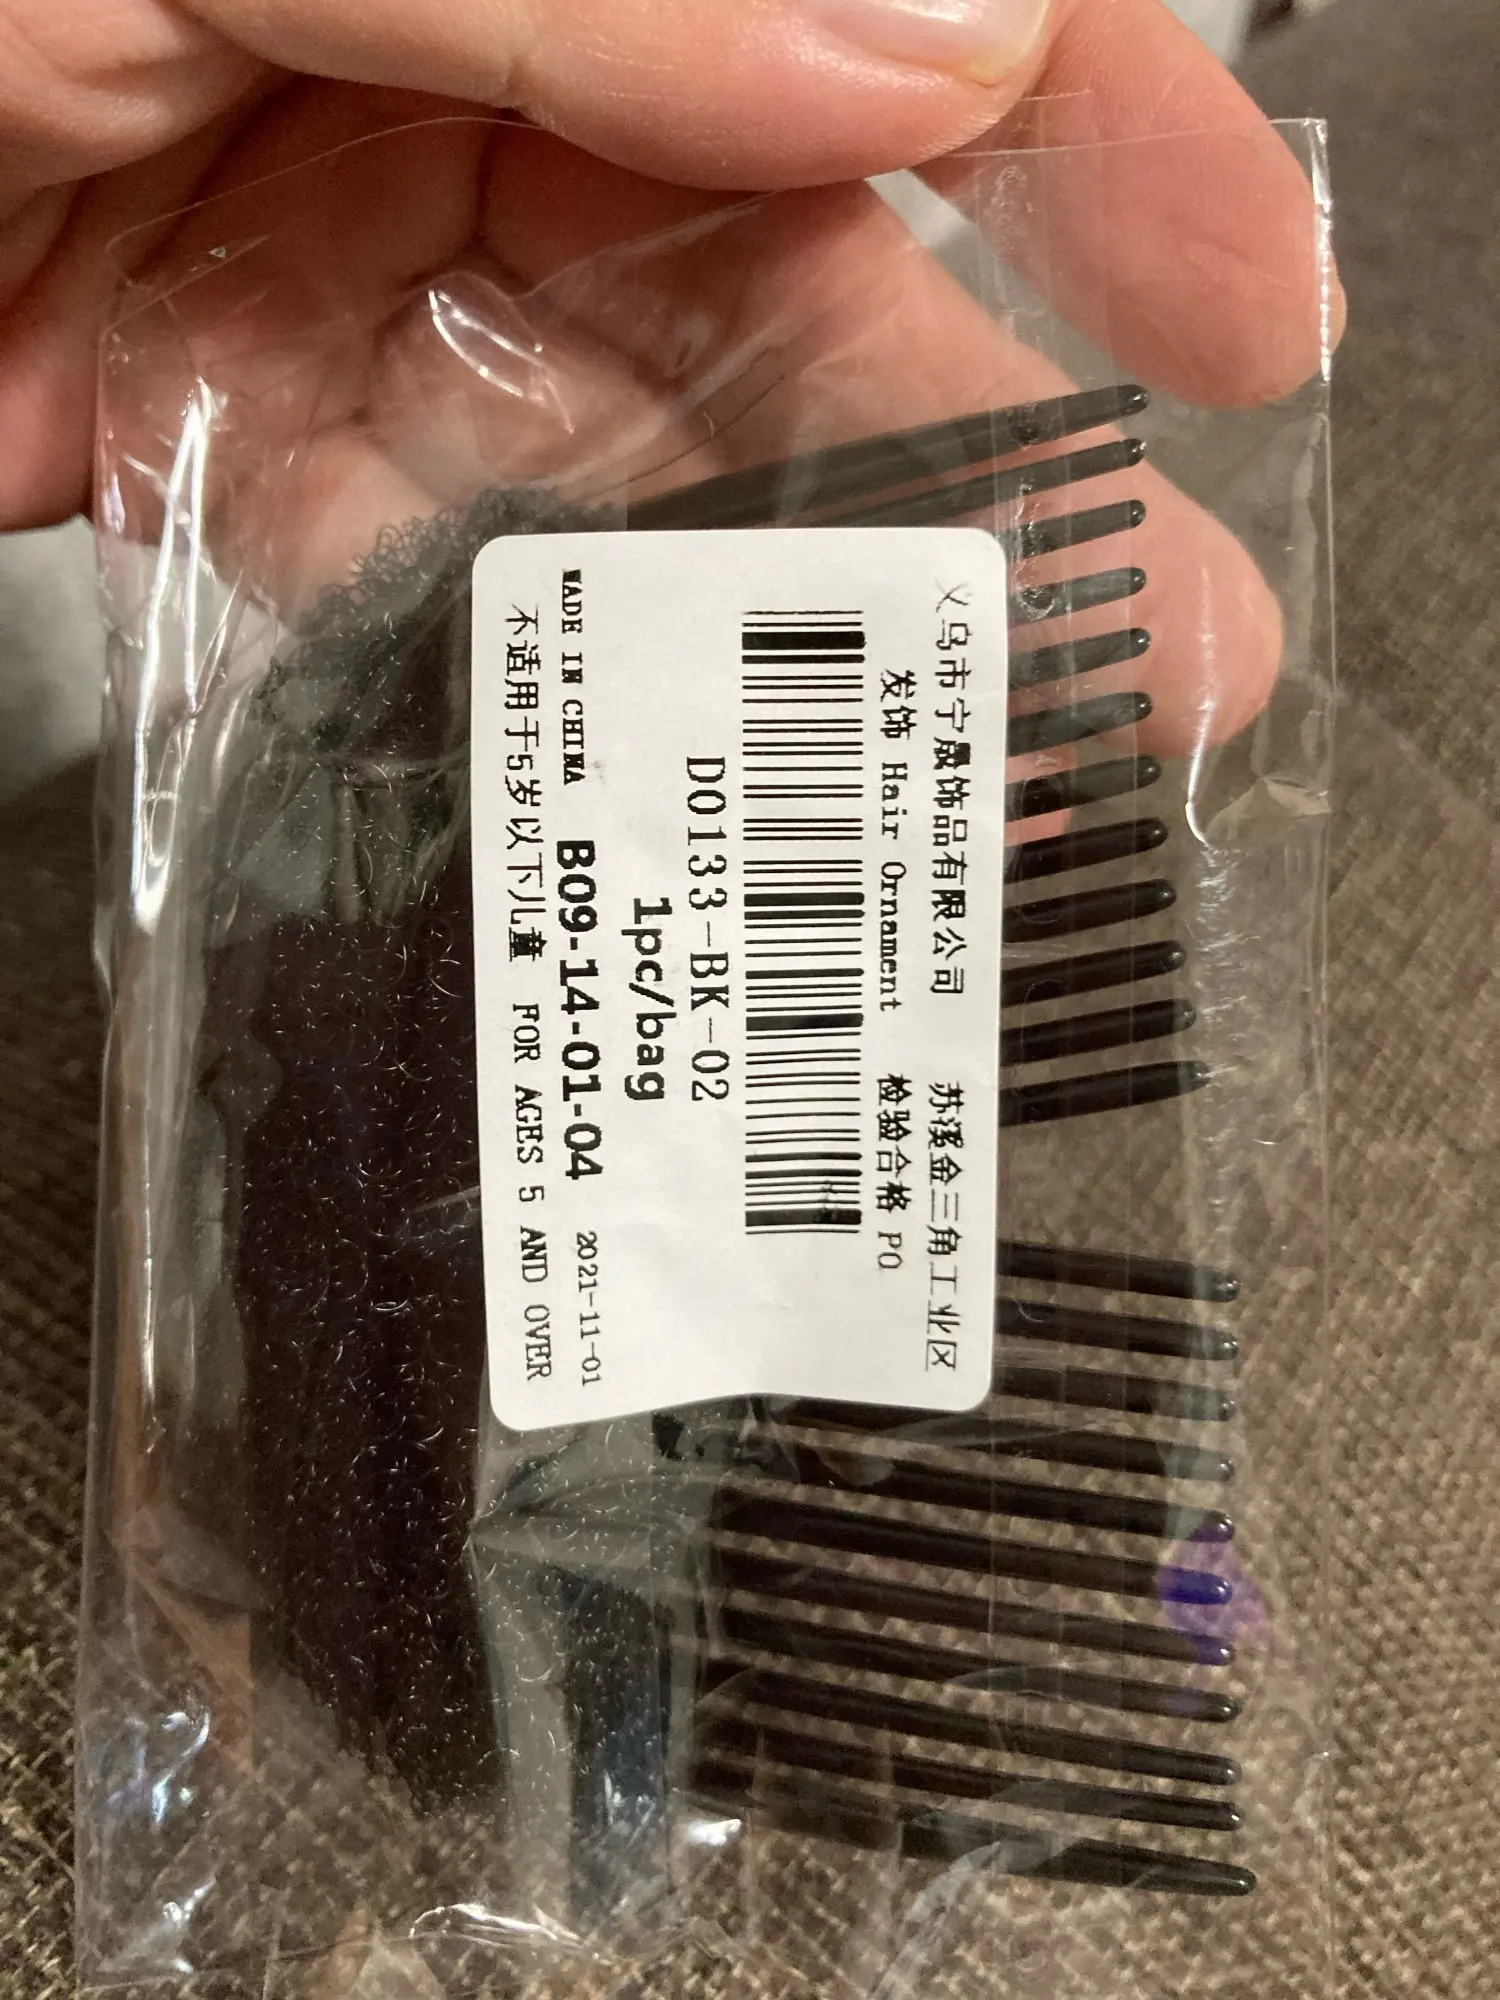 义乌市宁晟饰品有限公司 苏溪金三角工业区
发饰 Hair Ornament 检验合格 PO
D0133-BK-02
1pc/bag
MADE IN CHINA B09-14-01-04 2021-11-01
不适用于5岁以下儿童 FOR AGES 5 AND OVER